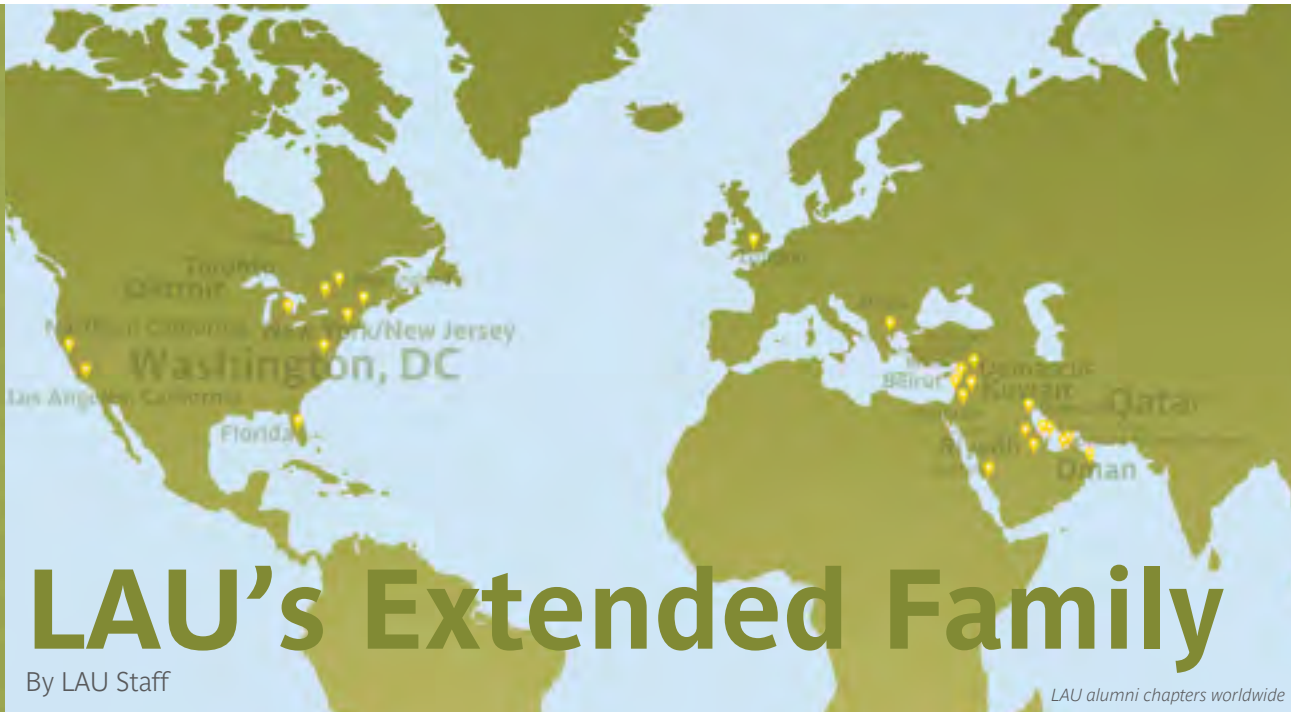 Toronto
Detroit
Northern California
New York/New Jersey
Washington, DC
Los Angeles, California
Florida
London
Damascus
Beirut
Kuwait
Qatar
Riyadh
Oman
LAU's Extended Family
By LAU Staff
LAU alumni chapters worldwide